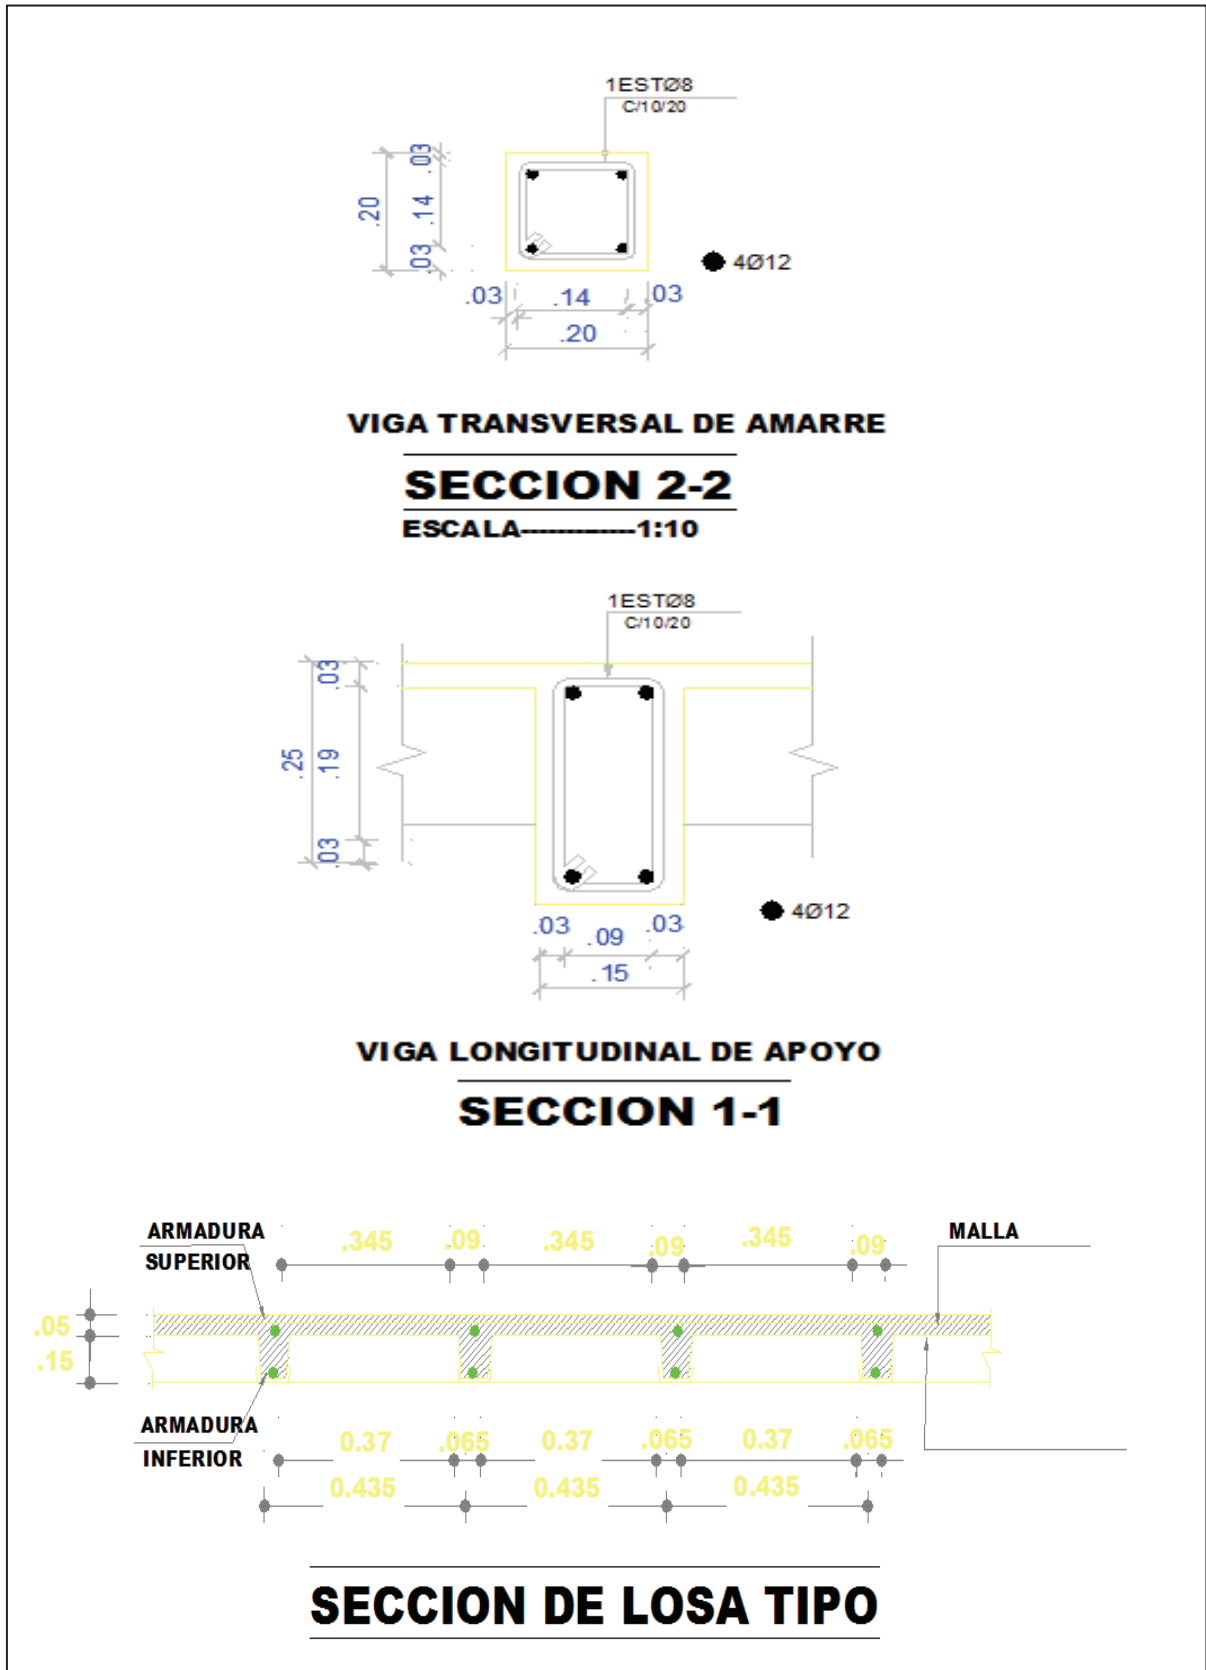 1ESTØ8
C/10/20
.03
.20
.14
.03
4Ø12
.03
.14
.03
.20
VIGA TRANSVERSAL DE AMARRE
SECCION 2-2
ESCALA-------------1:10
1ESTØ8
C/10/20
.03
.25
.19
.03
4Ø12
.03
.09
.03
.15
VIGA LONGITUDINAL DE APOYO
SECCION 1-1
ARMADURA
SUPERIOR
.345
.09
.345
.09
.345
.09
MALLA
.05
.15
ARMADURA
INFERIOR
0.37
.065
0.37
.065
0.37
.065
0.435
0.435
0.435
SECCION DE LOSA TIPO